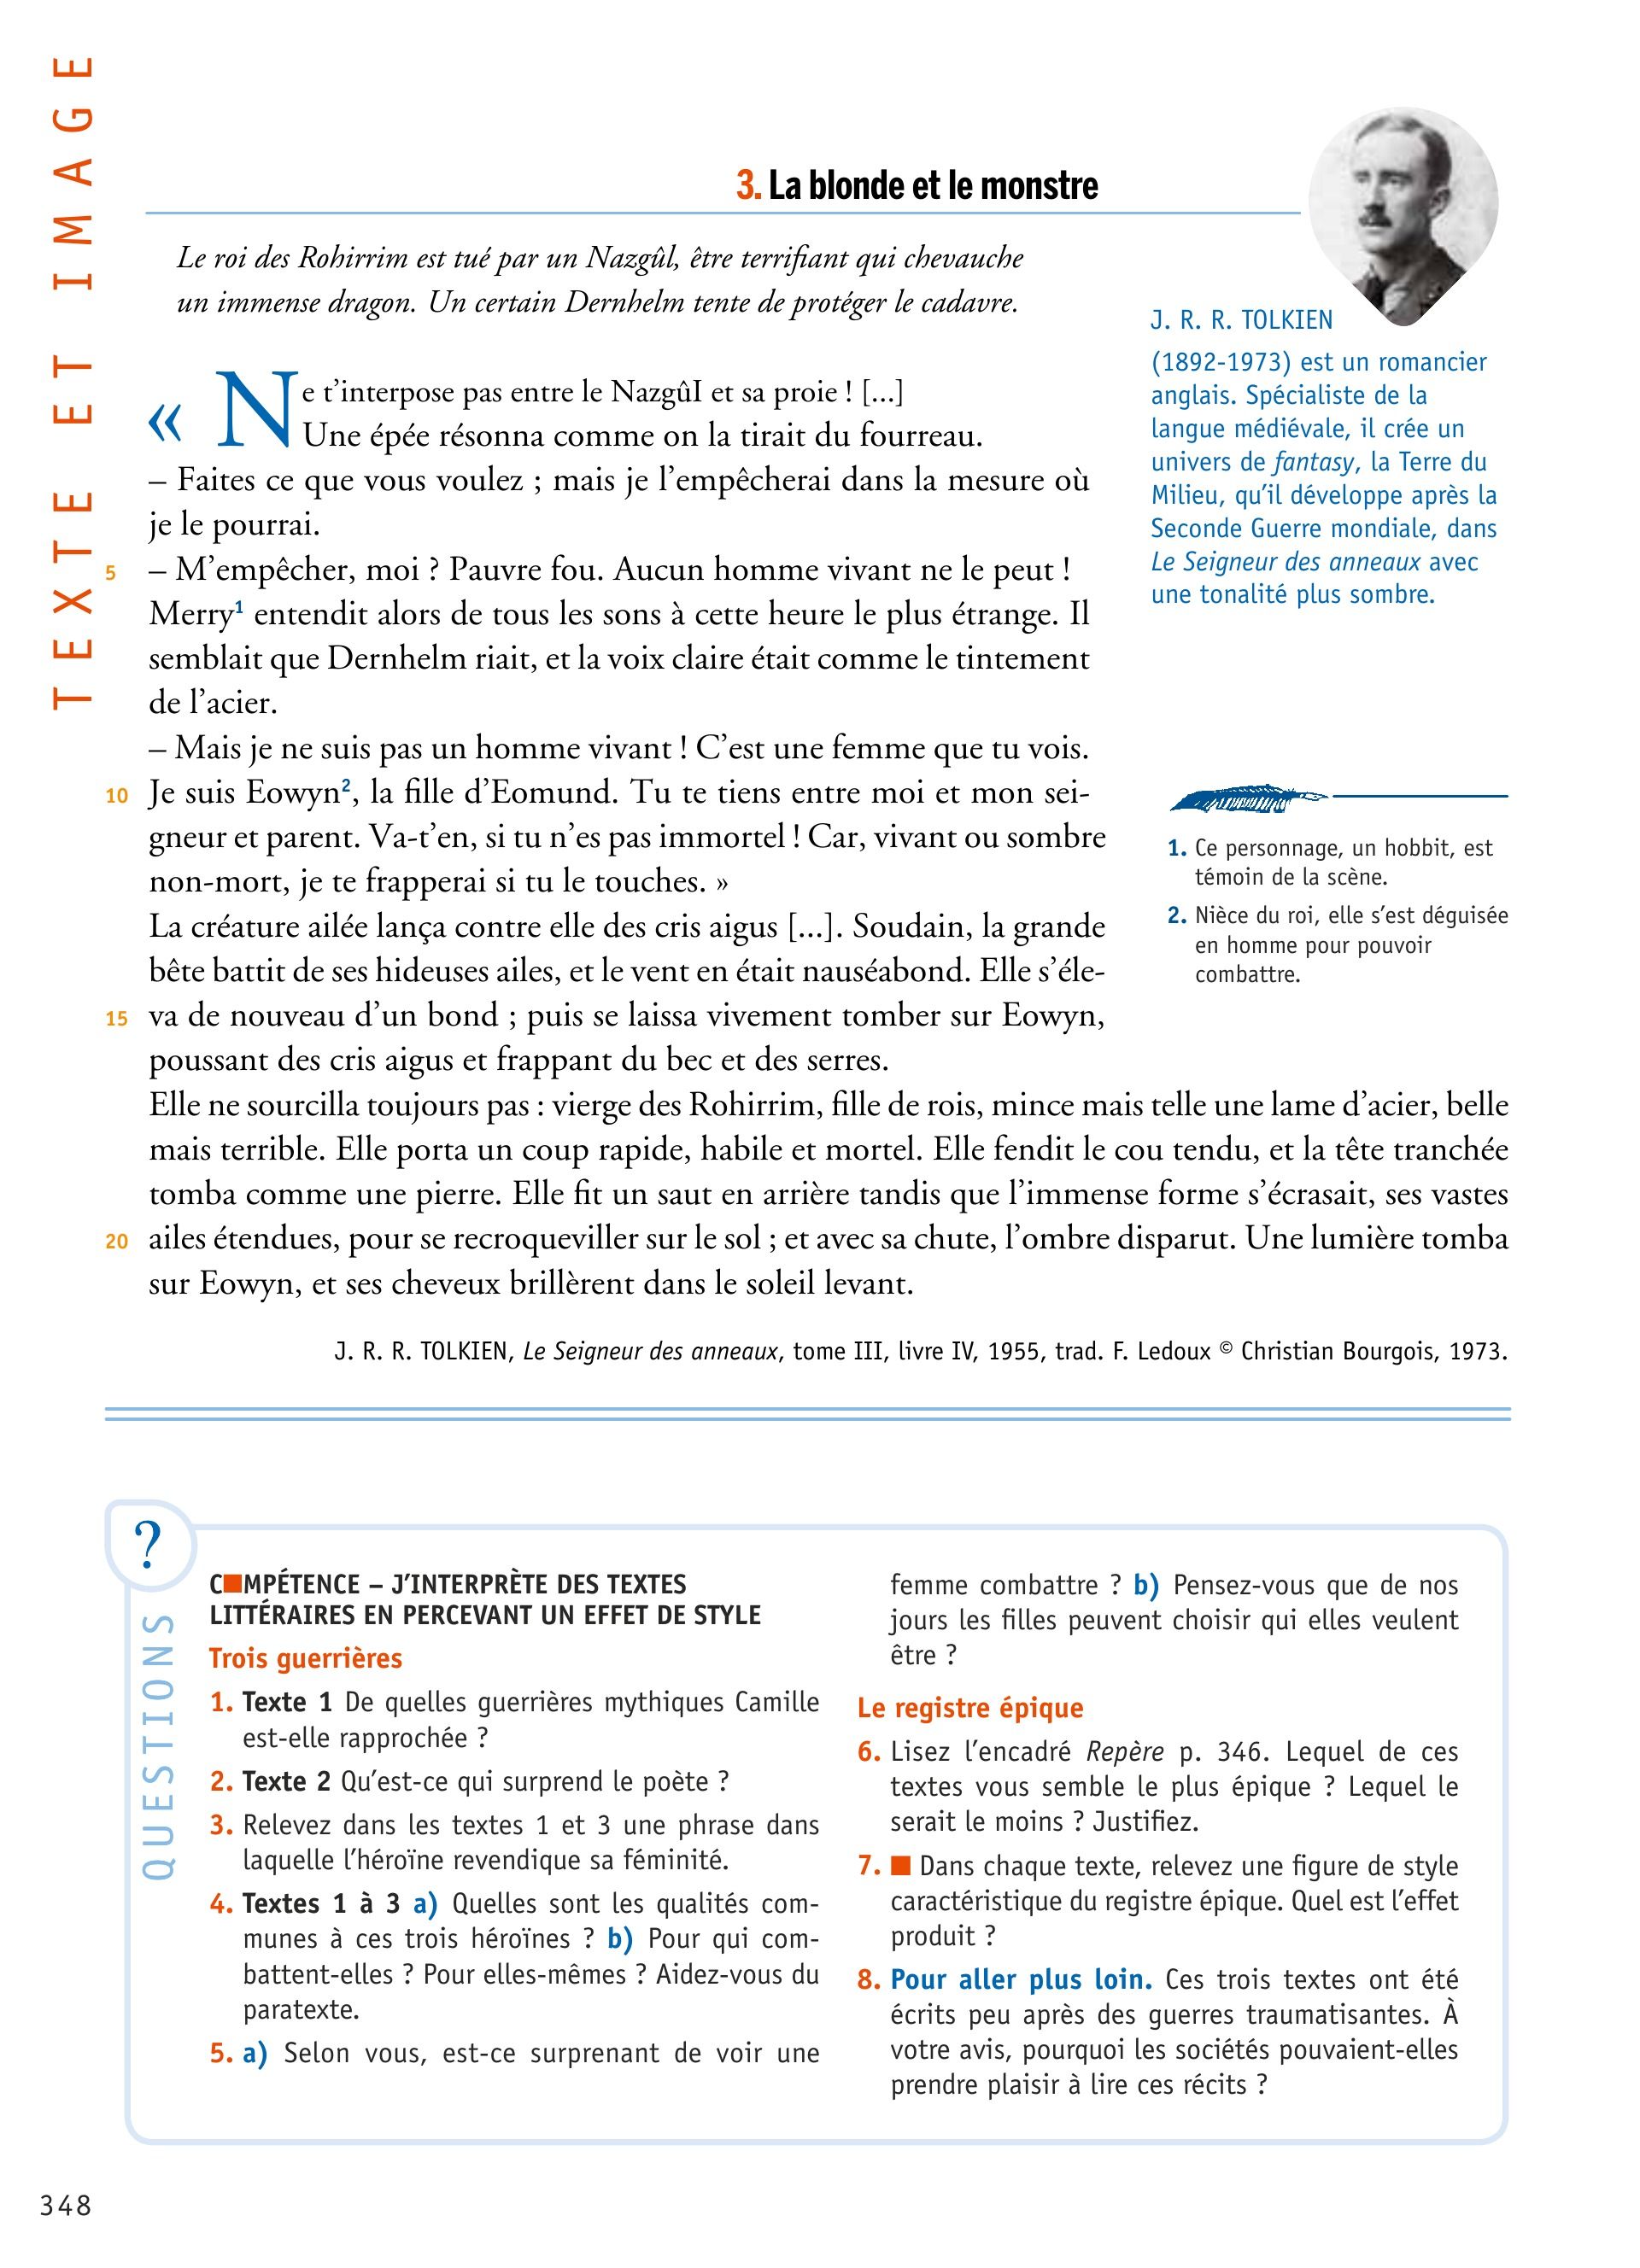 TEXTE ET IMAGE
3. La blonde et le monstre
Le roi des Rohirrim est tué par un Nazgûl, être terrifiant qui chevauche
un immense dragon. Un certain Dernhelm tente de protéger le cadavre.
« Ne t’interpose pas entre le NazgûI et sa proie ! [...]
Une épée résonna comme on la tirait du fourreau.
– Faites ce que vous voulez ; mais je l’empêcherai dans la mesure où
je le pourrai.
5 – M’empêcher, moi ? Pauvre fou. Aucun homme vivant ne le peut !
Merry1 entendit alors de tous les sons à cette heure le plus étrange. Il
semblait que Dernhelm riait, et la voix claire était comme le tintement
de l’acier.
– Mais je ne suis pas un homme vivant ! C’est une femme que tu vois.
10 Je suis Eowyn2, la fille d’Eomund. Tu te tiens entre moi et mon sei-
gneur et parent. Va-t’en, si tu n’es pas immortel ! Car, vivant ou sombre
non-mort, je te frapperai si tu le touches. »
La créature ailée lança contre elle des cris aigus [...]. Soudain, la grande
bête battit de ses hideuses ailes, et le vent en était nauséabond. Elle s’éle-
15 va de nouveau d’un bond ; puis se laissa vivement tomber sur Eowyn,
poussant des cris aigus et frappant du bec et des serres.
Elle ne sourcilla toujours pas : vierge des Rohirrim, fille de rois, mince mais telle une lame d’acier, belle
mais terrible. Elle porta un coup rapide, habile et mortel. Elle fendit le cou tendu, et la tête tranchée
tomba comme une pierre. Elle fit un saut en arrière tandis que l’immense forme s’écrasait, ses vastes
20 ailes étendues, pour se recroqueviller sur le sol ; et avec sa chute, l’ombre disparut. Une lumière tomba
sur Eowyn, et ses cheveux brillèrent dans le soleil levant.
J. R. R. TOLKIEN, Le Seigneur des anneaux, tome III, livre IV, 1955, trad. F. Ledoux © Christian Bourgois, 1973.
J. R. R. TOLKIEN
(1892-1973) est un romancier
anglais. Spécialiste de la
langue médiévale, il crée un
univers de fantasy, la Terre du
Milieu, qu’il développe après la
Seconde Guerre mondiale, dans
Le Seigneur des anneaux avec
une tonalité plus sombre.
1. Ce personnage, un hobbit, est
témoin de la scène.
2. Nièce du roi, elle s’est déguisée
en homme pour pouvoir
combattre.
?
QUESTIONS
C■MPÉTENCE – J’INTERPRÈTE DES TEXTES
LITTÉRAIRES EN PERCEVANT UN EFFET DE STYLE
Trois guerrières
1. Texte 1 De quelles guerrières mythiques Camille
est-elle rapprochée ?
2. Texte 2 Qu’est-ce qui surprend le poète ?
3. Relevez dans les textes 1 et 3 une phrase dans
laquelle l’héroïne revendique sa féminité.
4. Textes 1 à 3 a) Quelles sont les qualités com-
munes à ces trois héroïnes ? b) Pour qui com-
battent-elles ? Pour elles-mêmes ? Aidez-vous du
paratexte.
5. a) Selon vous, est-ce surprenant de voir une
femme combattre ? b) Pensez-vous que de nos
jours les filles peuvent choisir qui elles veulent
être ?
Le registre épique
6. Lisez l’encadré Repère p. 346. Lequel de ces
textes vous semble le plus épique ? Lequel le
serait le moins ? Justifiez.
7. ■ Dans chaque texte, relevez une figure de style
caractéristique du registre épique. Quel est l’effet
produit ?
8. Pour aller plus loin. Ces trois textes ont été
écrits peu après des guerres traumatisantes. À
votre avis, pourquoi les sociétés pouvaient-elles
prendre plaisir à lire ces récits ?
348